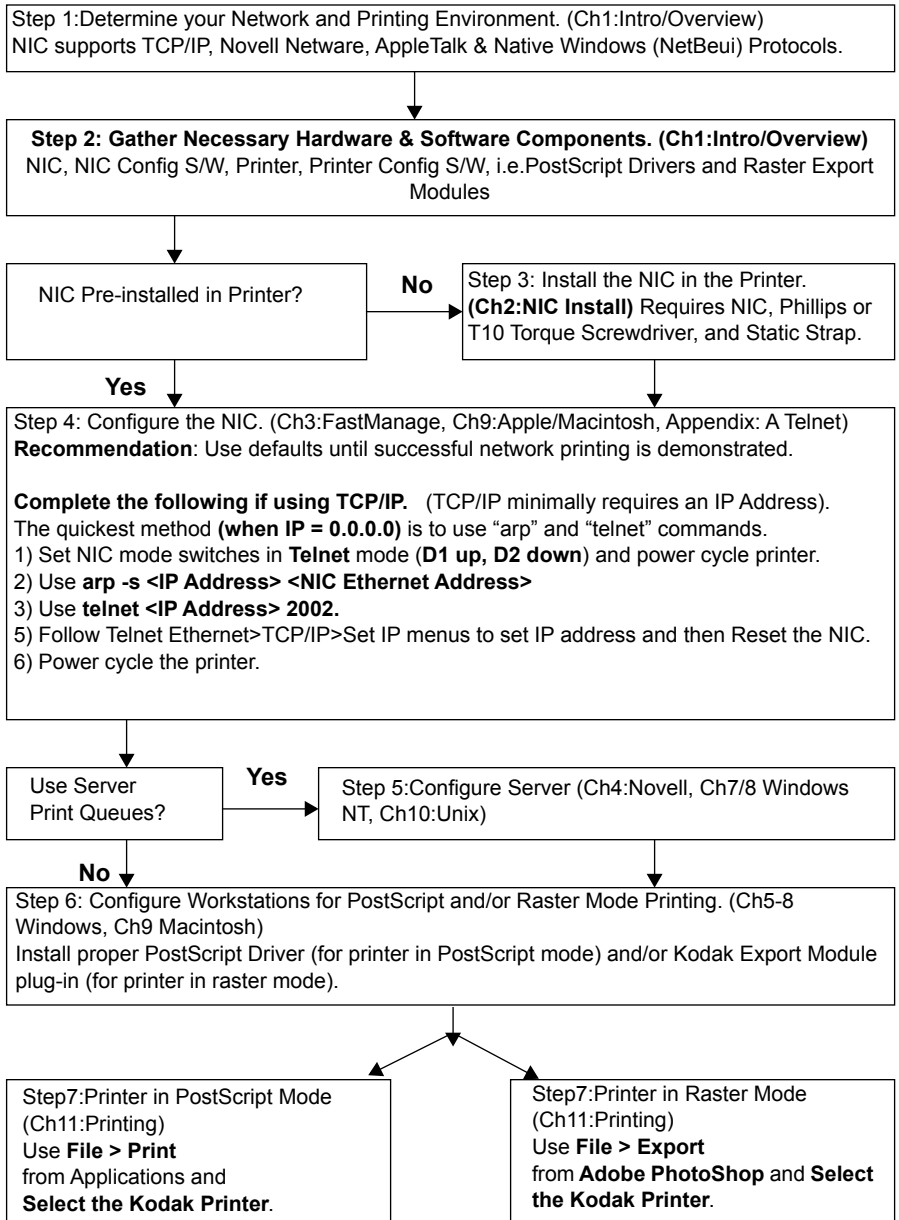 Step 1:Determine your Network and Printing Environment. (Ch1:Intro/Overview)
NIC supports TCP/IP, Novell Netware, AppleTalk & Native Windows (NetBeui) Protocols.
Step 2: Gather Necessary Hardware & Software Components. (Ch1:Intro/Overview)
NIC, NIC Config S/W, Printer, Printer Config S/W, i.e.PostScript Drivers and Raster Export
Modules
NIC Pre-installed in Printer?
No
Step 3: Install the NIC in the Printer.
(Ch2:NIC Install) Requires NIC, Phillips or
T10 Torque Screwdriver, and Static Strap.
Yes
Step 4: Configure the NIC. (Ch3:FastManage, Ch9:Apple/Macintosh, Appendix: A Telnet)
Recommendation: Use defaults until successful network printing is demonstrated.
Complete the following if using TCP/IP. (TCP/IP minimally requires an IP Address).
The quickest method (when IP = 0.0.0.0) is to use “arp” and “telnet” commands.
1) Set NIC mode switches in Telnet mode (D1 up, D2 down) and power cycle printer.
2) Use arp -s <IP Address> <NIC Ethernet Address>
3) Use telnet <IP Address> 2002.
5) Follow Telnet Ethernet>TCP/IP>Set IP menus to set IP address and then Reset the NIC.
6) Power cycle the printer.
Use Server
Print Queues?
Yes
Step 5:Configure Server (Ch4:Novell, Ch7/8 Windows
NT, Ch10:Unix)
No
Step 6: Configure Workstations for PostScript and/or Raster Mode Printing. (Ch5-8
Windows, Ch9 Macintosh)
Install proper PostScript Driver (for printer in PostScript mode) and/or Kodak Export Module
plug-in (for printer in raster mode).
Step7:Printer in PostScript Mode
(Ch11:Printing)
Use File > Print
from Applications and
Select the Kodak Printer.
Step7:Printer in Raster Mode
(Ch11:Printing)
Use File > Export
from Adobe PhotoShop and Select
the Kodak Printer.